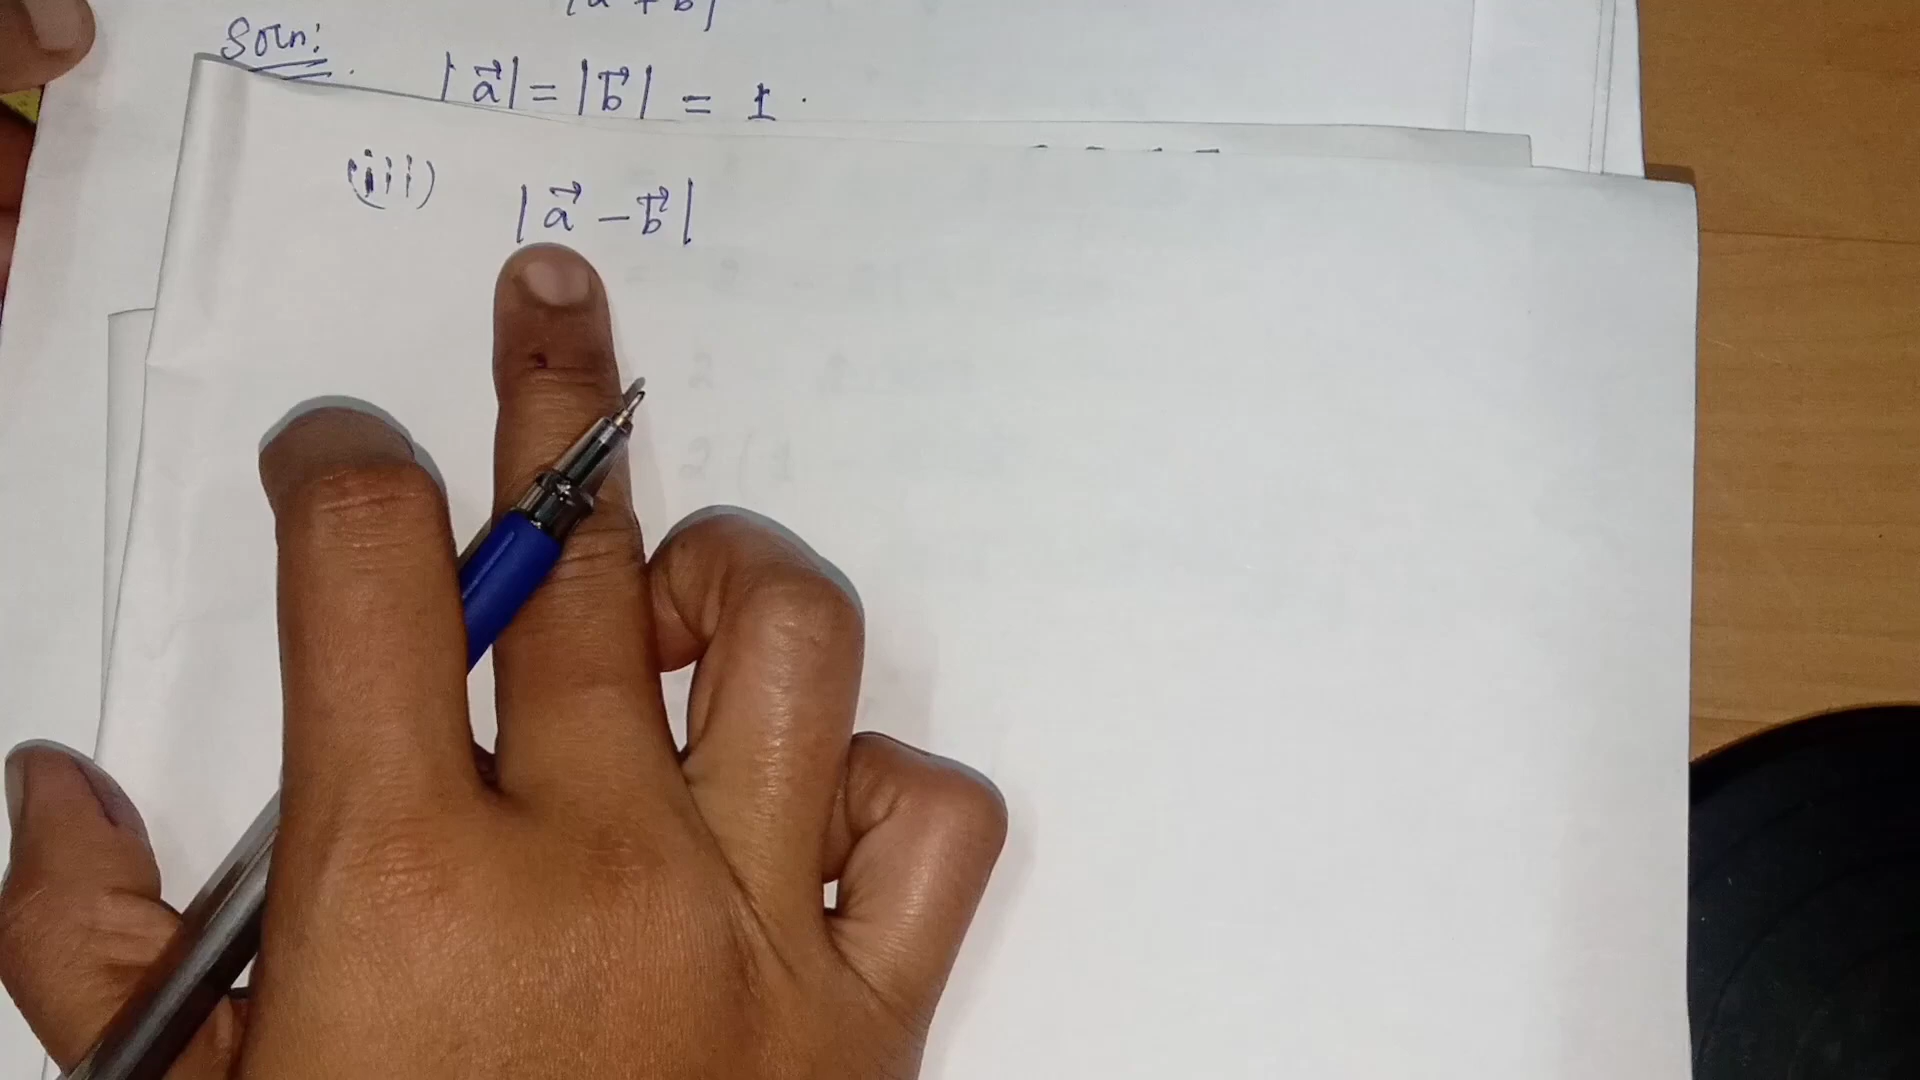 |a⃗ + b⃗|
Soln:
|a⃗| = |b⃗| = 1.
(iii)
|a⃗ - b⃗|